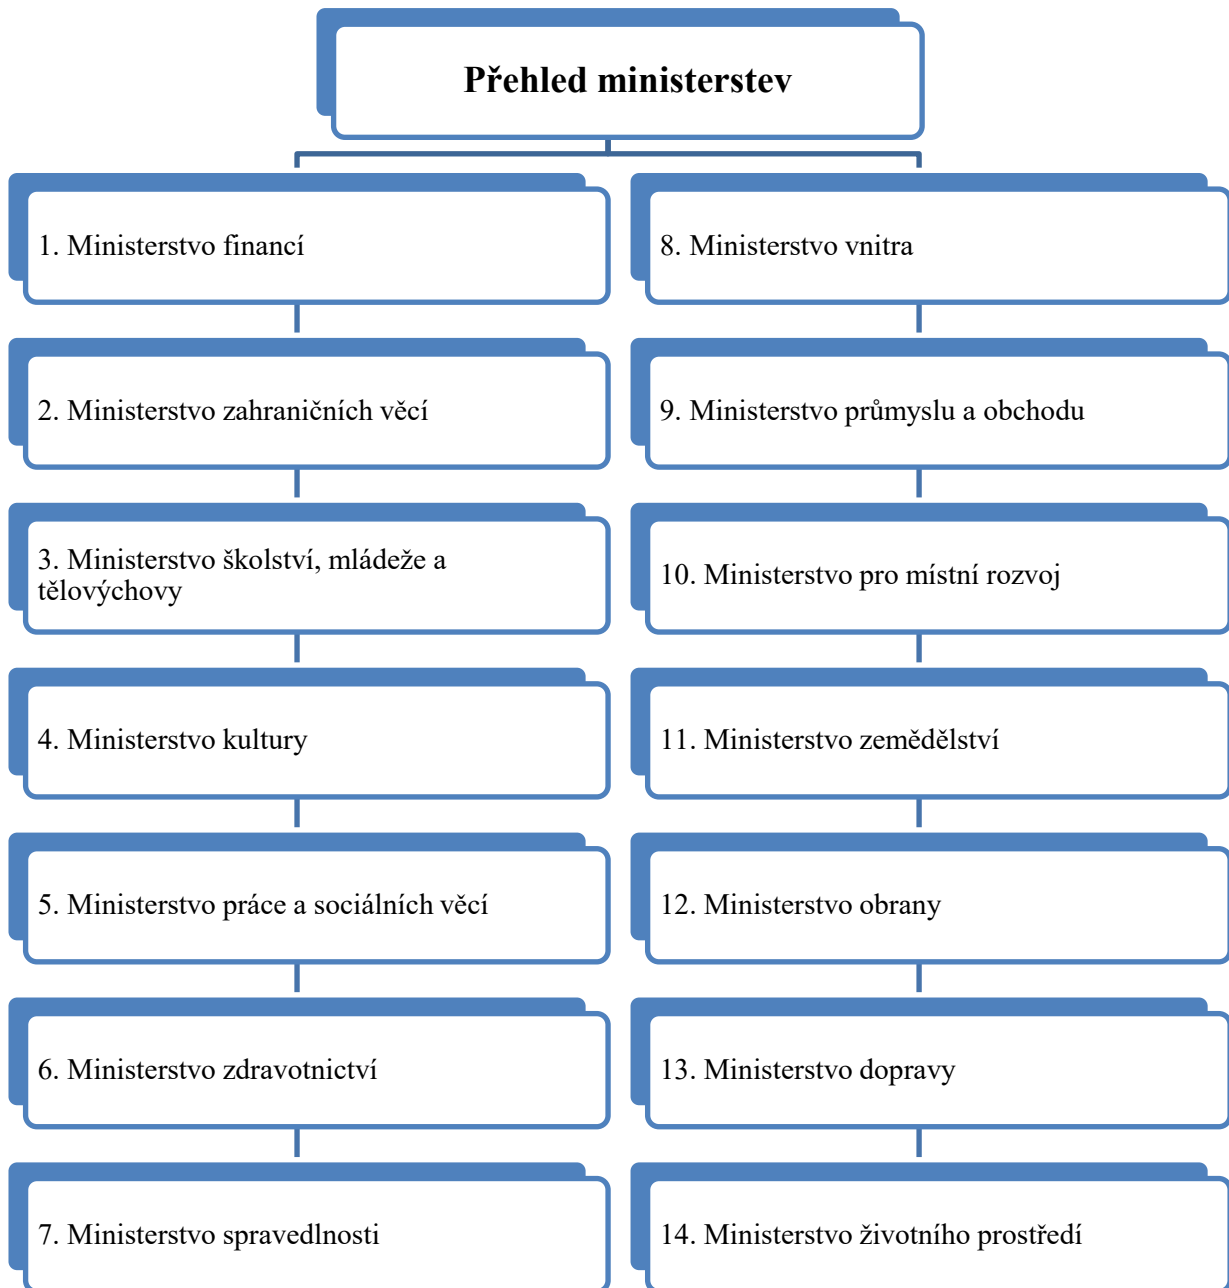 Přehled ministerstev
1. Ministerstvo financí
2. Ministerstvo zahraničních věcí
3. Ministerstvo školství, mládeže a
tělovýchovy
4. Ministerstvo kultury
5. Ministerstvo práce a sociálních věcí
6. Ministerstvo zdravotnictví
7. Ministerstvo spravedlnosti
8. Ministerstvo vnitra
9. Ministerstvo průmyslu a obchodu
10. Ministerstvo pro místní rozvoj
11. Ministerstvo zemědělství
12. Ministerstvo obrany
13. Ministerstvo dopravy
14. Ministerstvo životního prostředí